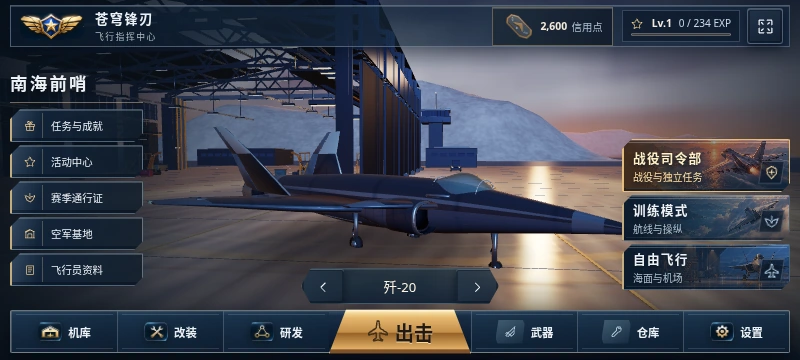 苍穹锋刃
飞行指挥中心
2,600 信用点
Lv.1 0 / 234 EXP
南海前哨
任务与成就
活动中心
赛季通行证
空军基地
飞行员资料
战役司令部
战役与独立任务
训练模式
航线与操纵
自由飞行
海面与机场
歼-20
机库
改装
研发
出击
武器
仓库
设置